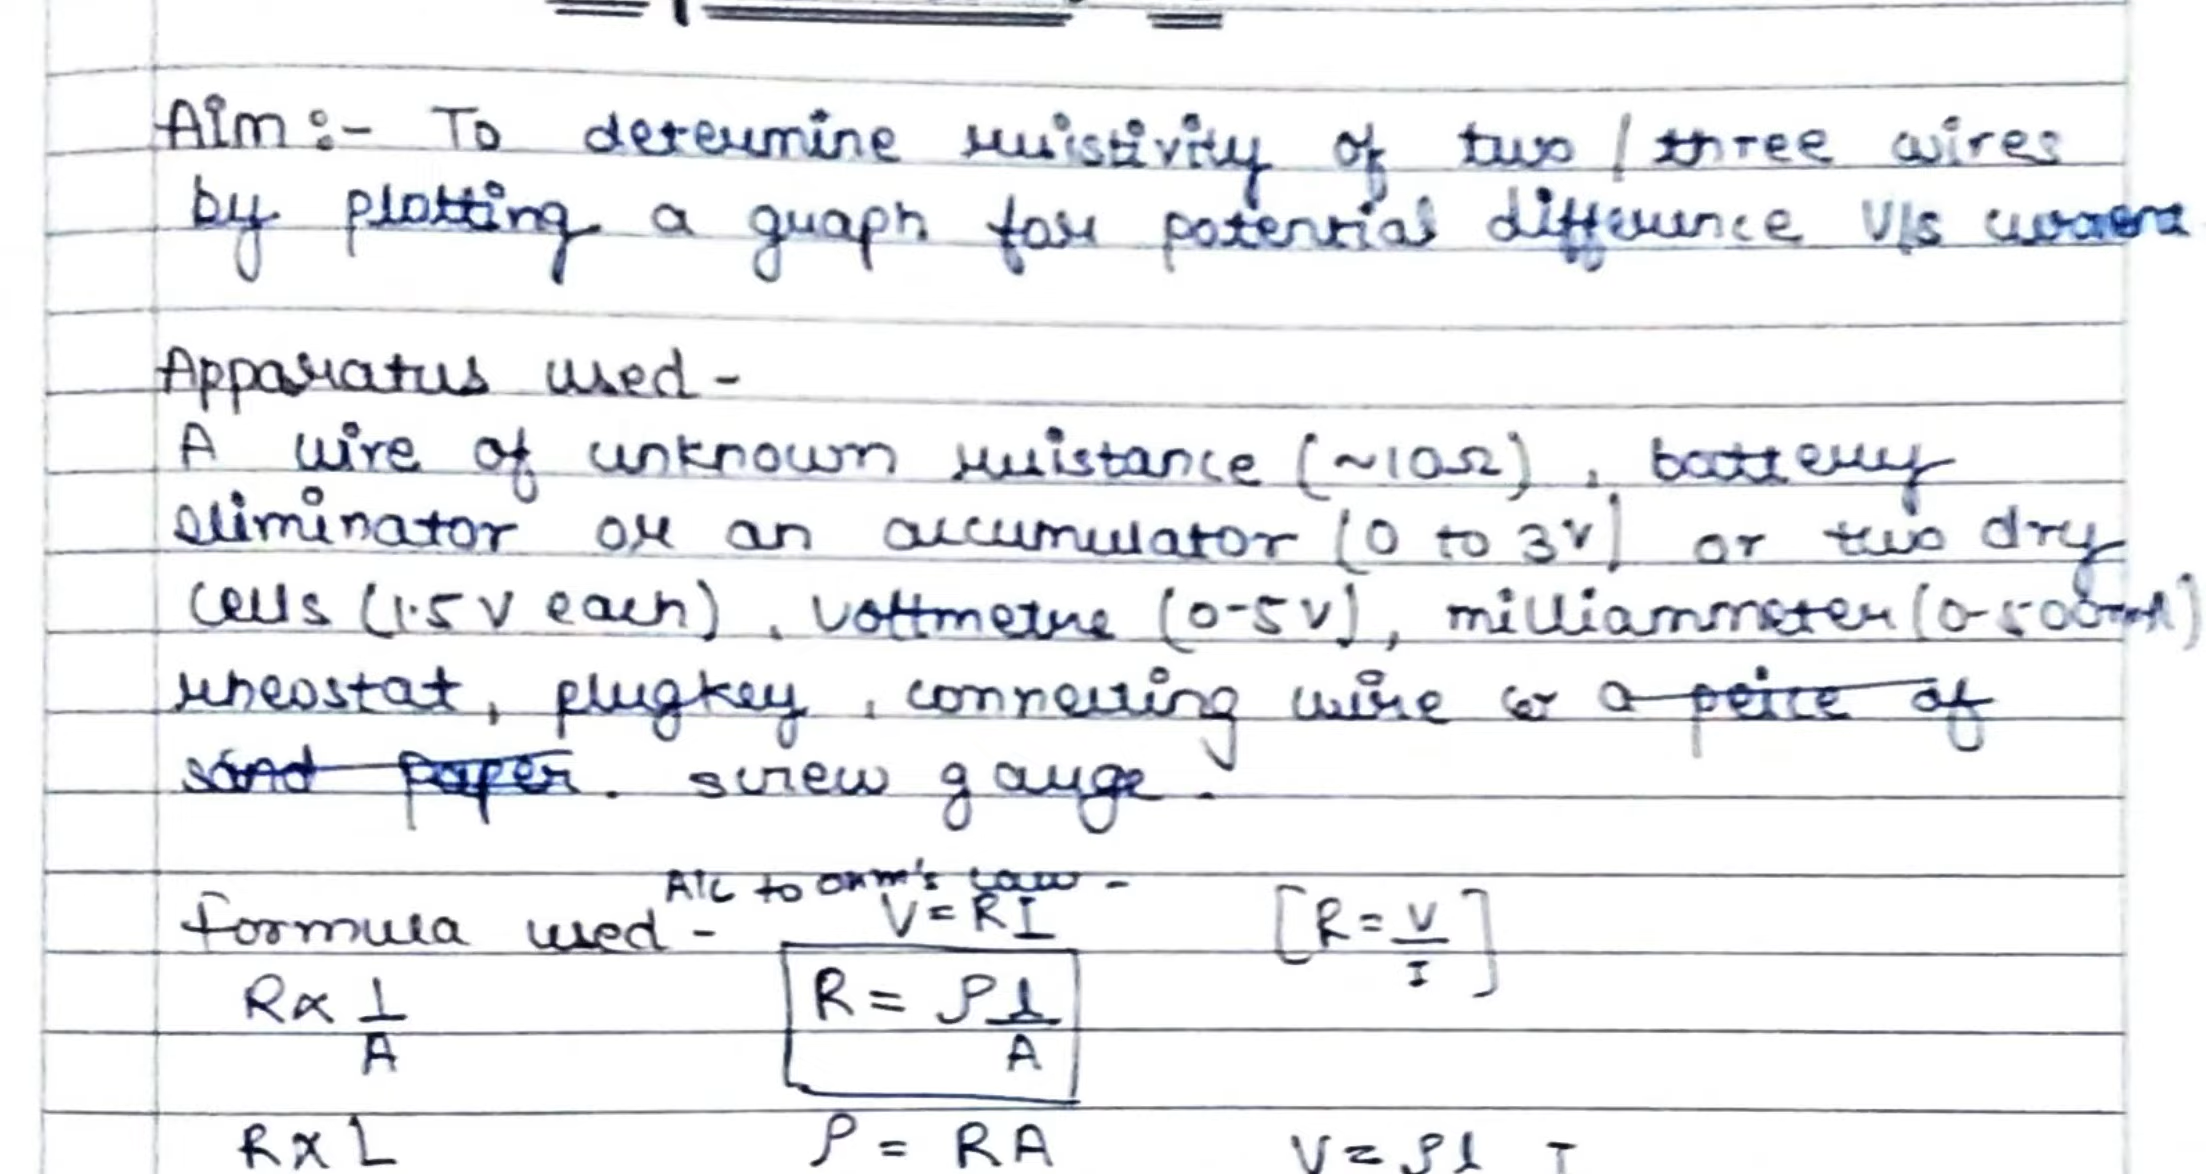 Aim :- To determine resistivity of two / three wires
by plotting a graph for potential difference V/s current
Apparatus used -
A wire of unknown resistance (~10Ω), battery
eliminator or an accumulator (0 to 3V) or two dry
cells (1.5 V each), voltmetre (0-5V), milliammeter (0-500mA)
rheostat, plugkey, connecting wire & a peice of
sand paper. screw gauge.
A/c to ohm's law -
Formula used - V = RI [R = V/I]
R ∝ 1/A R = ρl/A
R ∝ L ρ = RA V = ρl I